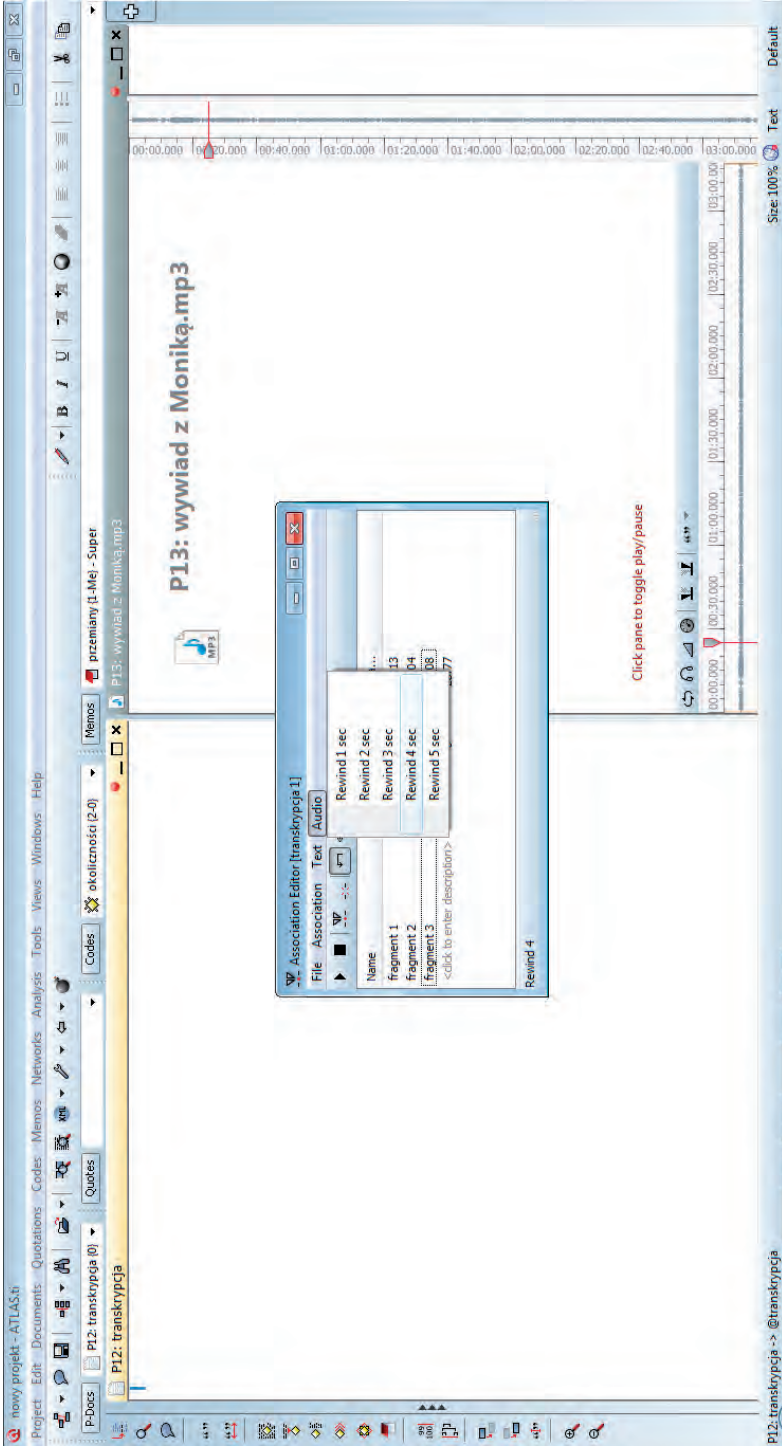 nowy projekt - ATLAS.ti
Project Edit Documents Quotations Codes Memos Networks Analysis Tools Views Windows Help
XML
B I U
P-Docs P12: transkrypcja {0} Quotes Codes okoliczności {2-0} Memos przemiany {1-Me} - Super
P12: transkrypcja
P13: wywiad z Moniką.mp3
MP3
P13: wywiad z Moniką.mp3
00:00.000
00:40.000
01:00.000
01:20.000
01:40.000
02:00.000
02:20.000
02:40.000
03:00.000
Association Editor [transkrypcja 1]
File Association Text Audio
Rewind 1 sec
Rewind 2 sec
Rewind 3 sec
Rewind 4 sec
Rewind 5 sec
Name
fragment 1 13
fragment 2 04
fragment 3 08
<click to enter description>
Rewind 4
Click pane to toggle play/pause
00:00.000 00:30.000 01:00.000 01:30.000 02:00.000 02:30.000
P12: transkrypcja -> @transkrypcja
Size: 100% Text Default